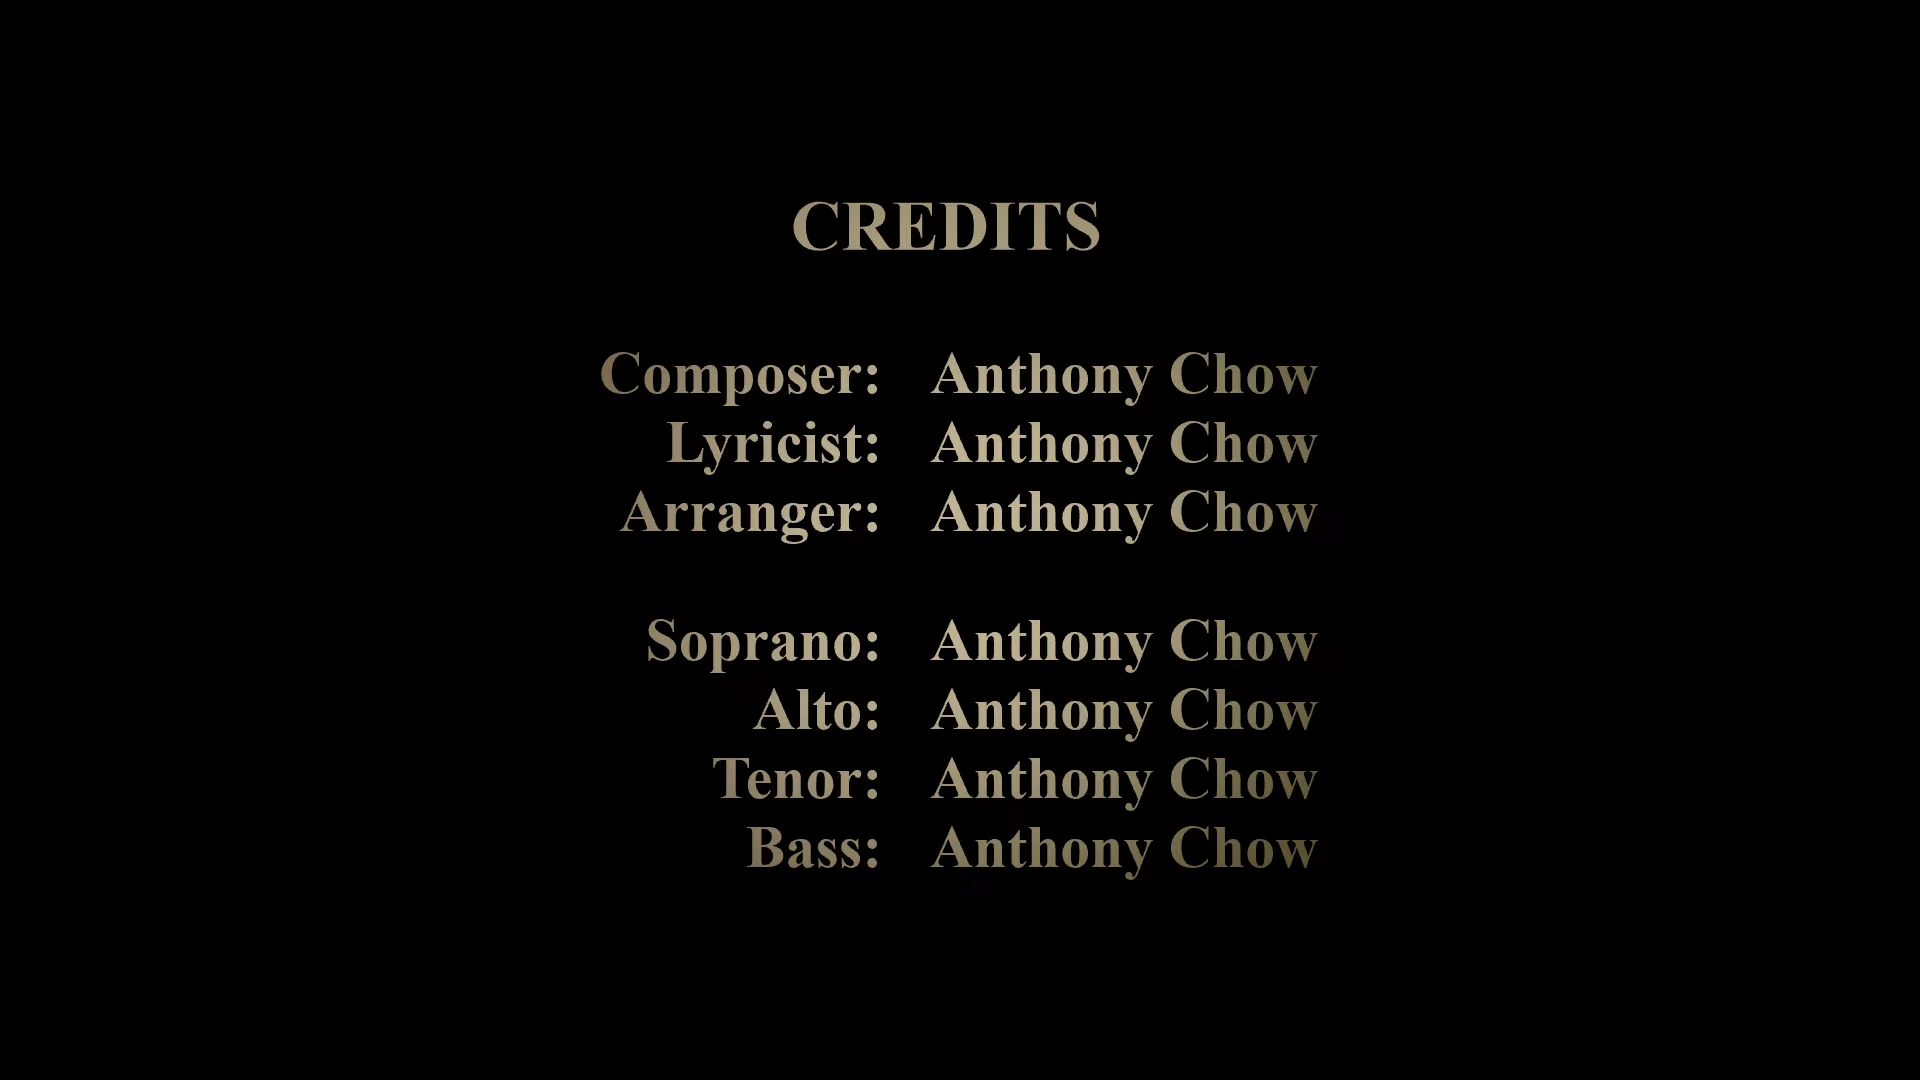 CREDITS
Composer: Anthony Chow
Lyricist: Anthony Chow
Arranger: Anthony Chow
Soprano: Anthony Chow
Alto: Anthony Chow
Tenor: Anthony Chow
Bass: Anthony Chow